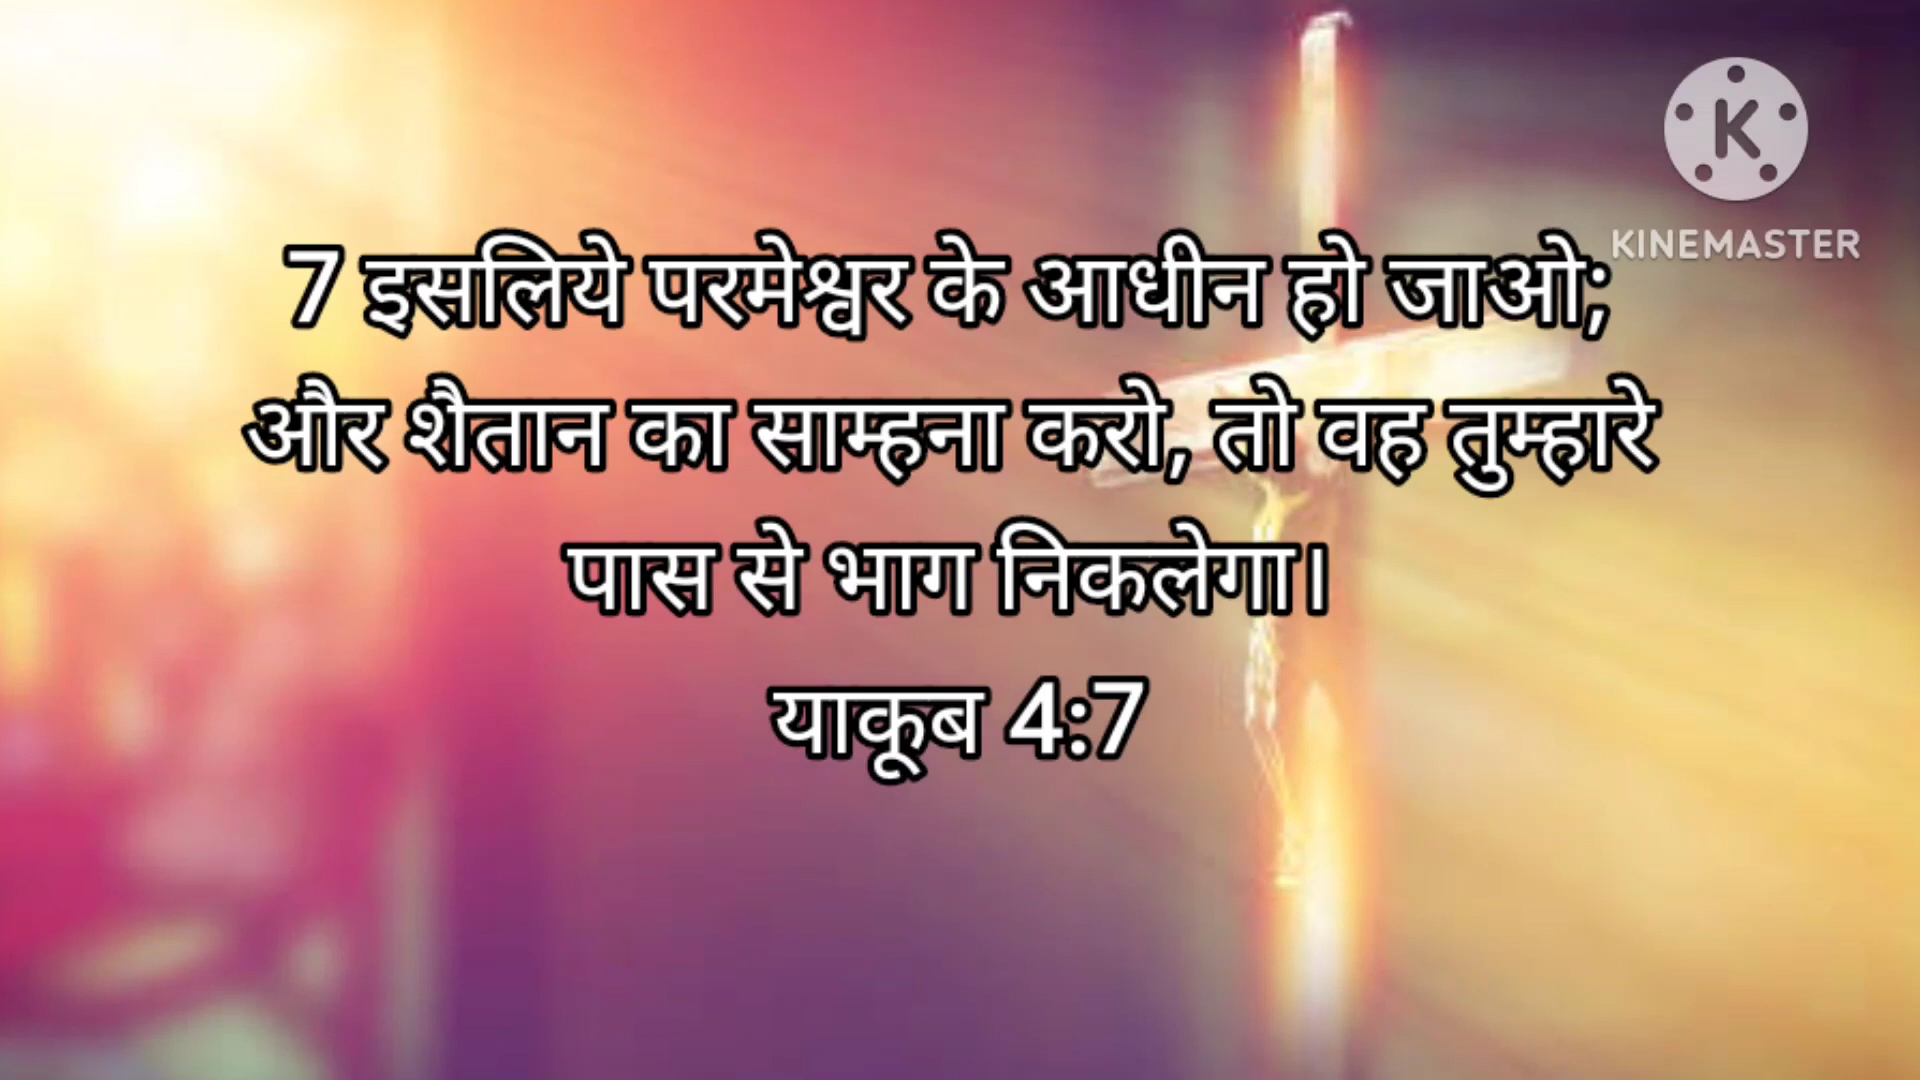 KINEMASTER
7 इसलिये परमेश्वर के आधीन हो जाओ;
और शैतान का साम्हना करो, तो वह तुम्हारे
पास से भाग निकलेगा।
याकूब 4:7